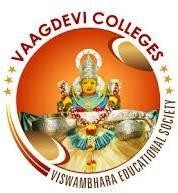 ★ VAAGDEVI COLLEGES ★
VISWAMBHARA EDUCATIONAL SOCIETY